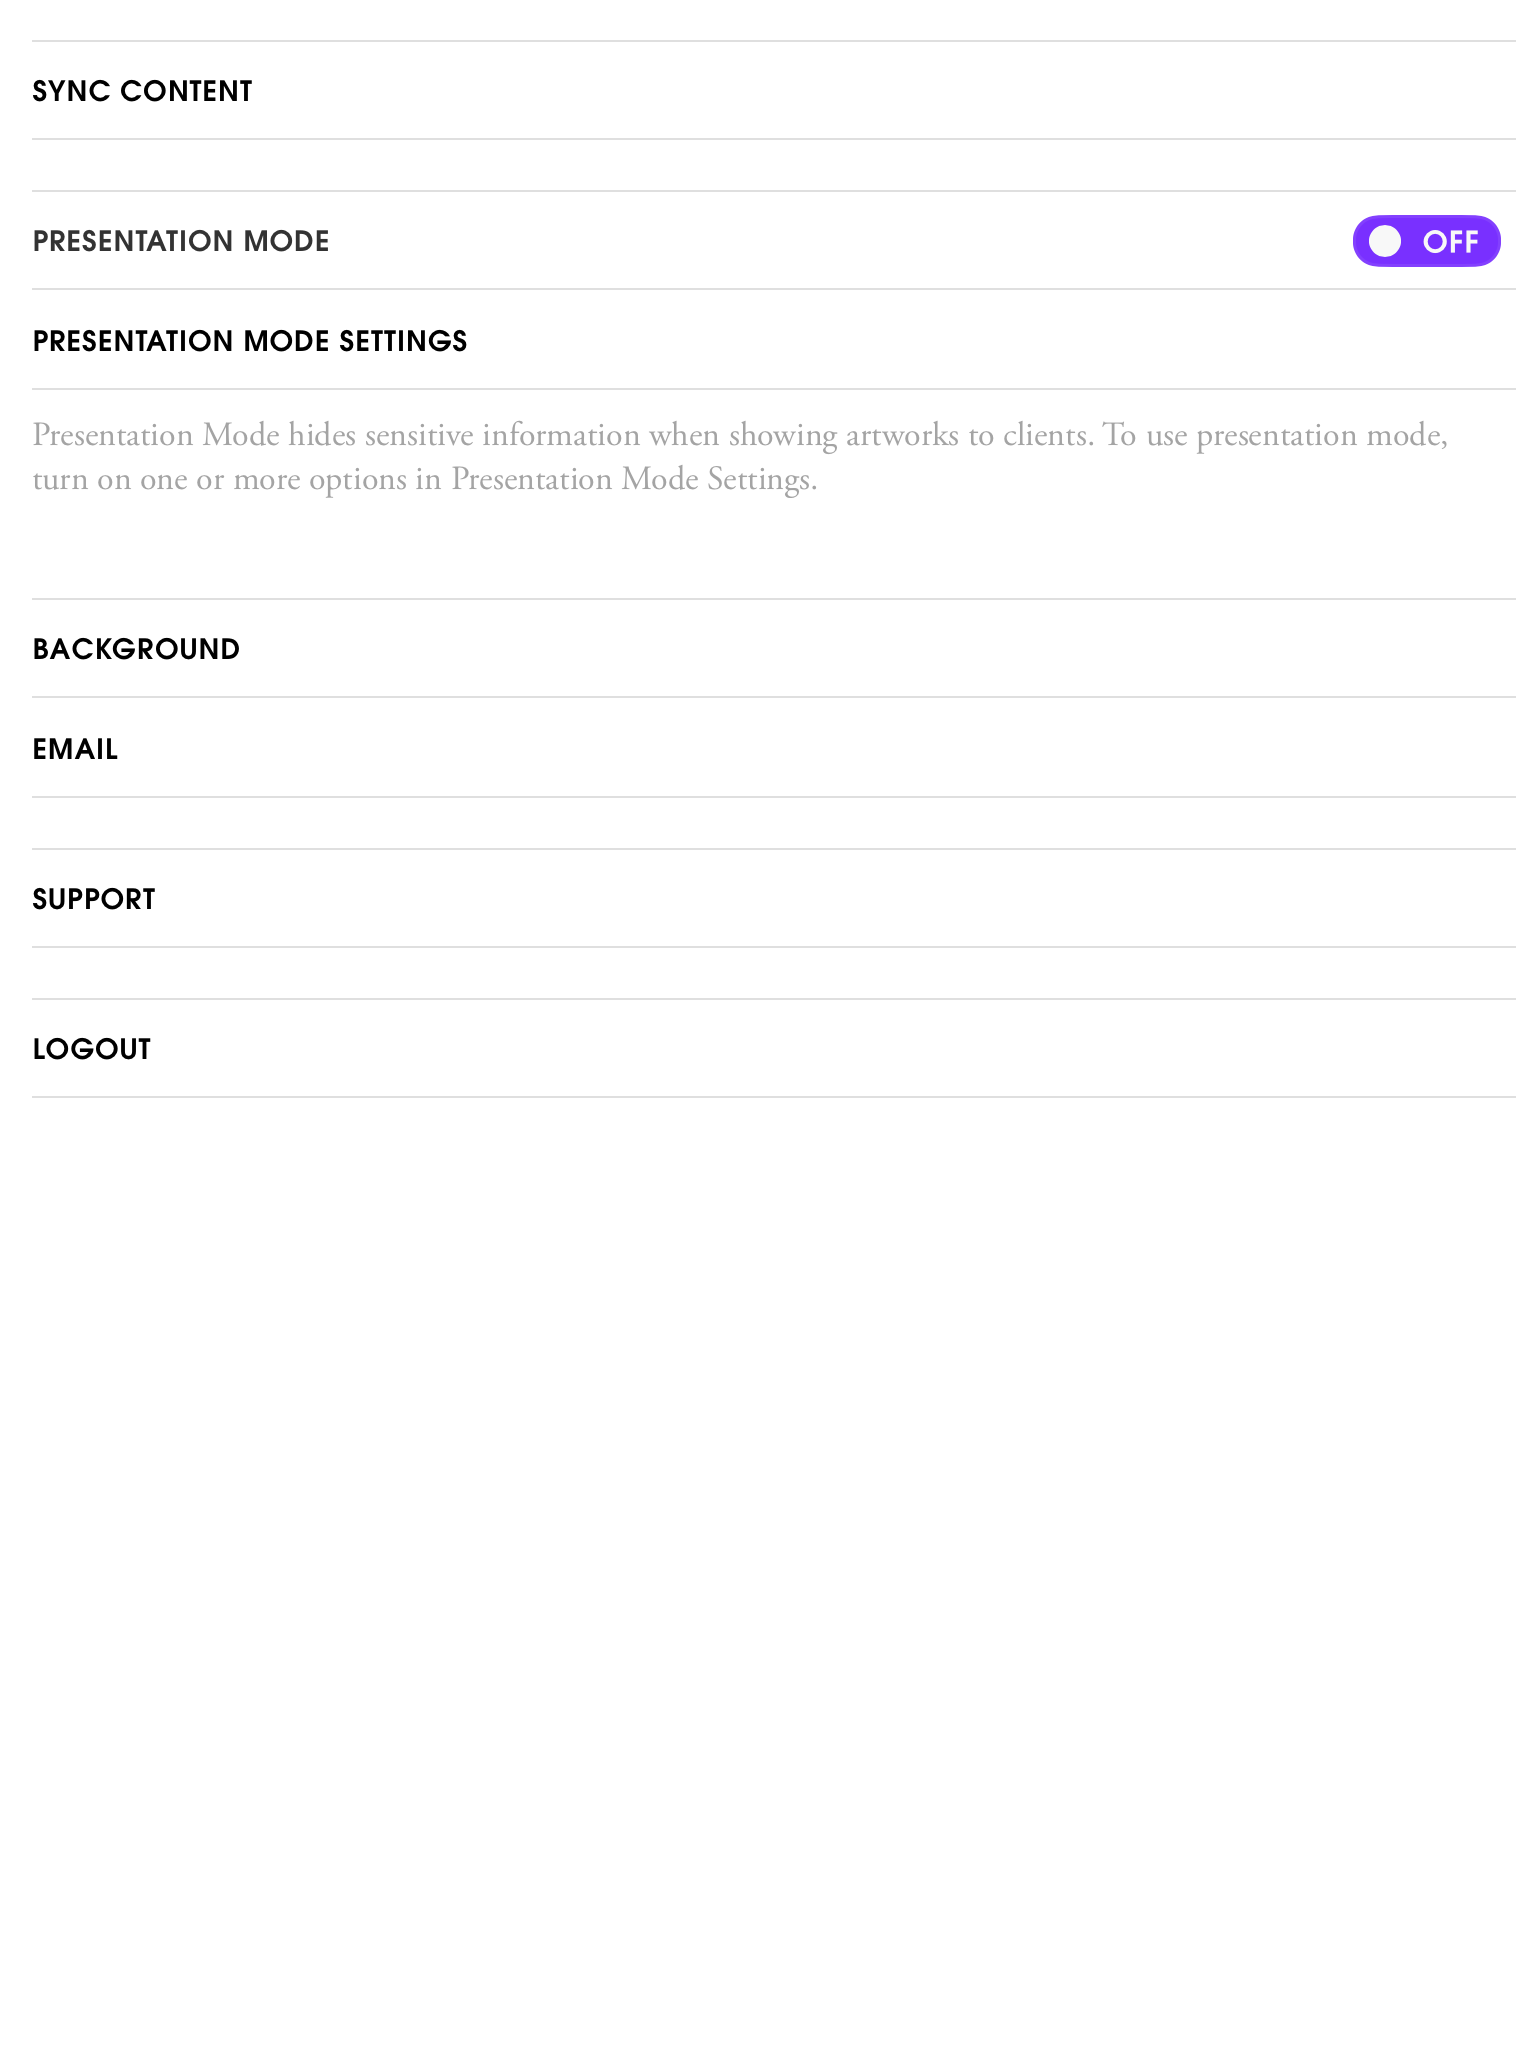 SYNC CONTENT
PRESENTATION MODE
OFF
PRESENTATION MODE SETTINGS
Presentation Mode hides sensitive information when showing artworks to clients. To use presentation mode,
turn on one or more options in Presentation Mode Settings.
BACKGROUND
EMAIL
SUPPORT
LOGOUT